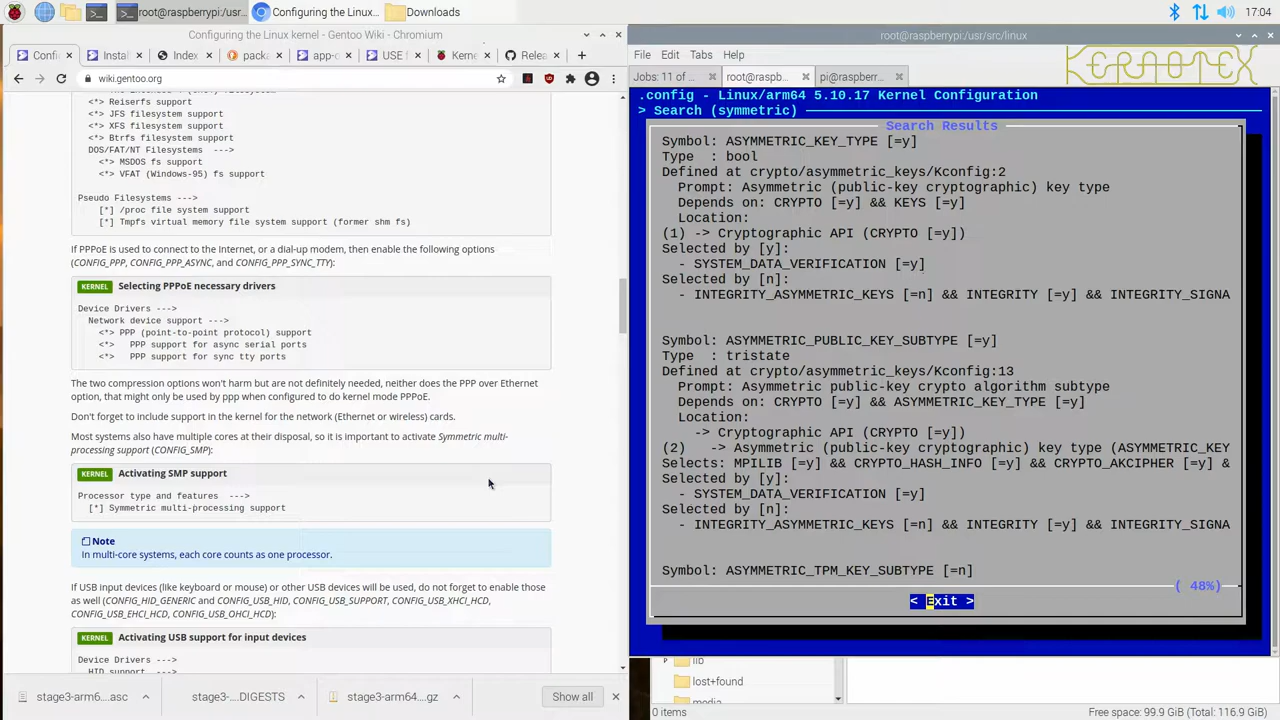 root@raspberrypi:/usr...
Configuring the Linux...
Downloads
17:04
Configuring the Linux kernel - Gentoo Wiki - Chromium
Confi
Instal
Index
packa
app-c
USE f
Kerne
Relea
wiki.gentoo.org
<*> Reiserfs support
<*> JFS filesystem support
<*> XFS filesystem support
<*> Btrfs filesystem support
DOS/FAT/NT Filesystems --->
<*> MSDOS fs support
<*> VFAT (Windows-95) fs support
Pseudo Filesystems --->
[*] /proc file system support
[*] Tmpfs virtual memory file system support (former shm fs)
If PPPoE is used to connect to the Internet, or a dial-up modem, then enable the following options
(CONFIG_PPP, CONFIG_PPP_ASYNC, and CONFIG_PPP_SYNC_TTY):
KERNEL Selecting PPPoE necessary drivers
Device Drivers --->
Network device support --->
<*> PPP (point-to-point protocol) support
<*> PPP support for async serial ports
<*> PPP support for sync tty ports
The two compression options won't harm but are not definitely needed, neither does the PPP over Ethernet
option, that might only be used by ppp when configured to do kernel mode PPPoE.
Don't forget to include support in the kernel for the network (Ethernet or wireless) cards.
Most systems also have multiple cores at their disposal, so it is important to activate Symmetric multi-
processing support (CONFIG_SMP):
KERNEL Activating SMP support
Processor type and features --->
[*] Symmetric multi-processing support
Note
In multi-core systems, each core counts as one processor.
If USB input devices (like keyboard or mouse) or other USB devices will be used, do not forget to enable those
as well (CONFIG_HID_GENERIC and CONFIG_USB_HID, CONFIG_USB_SUPPORT, CONFIG_USB_XHCI_HCD,
CONFIG_USB_EHCI_HCD, CONFIG_USB_OHCI_HCD):
KERNEL Activating USB support for input devices
Device Drivers --->
HID support --->
stage3-arm6....asc
stage3-....DIGESTS
stage3-arm64....qz
Show all
root@raspberrypi:/usr/src/linux
File Edit Tabs Help
KERAOTEX
Jobs: 11 of ...
root@raspb...
pi@raspberr...
.config - Linux/arm64 5.10.17 Kernel Configuration
> Search (symmetric)
Search Results
Symbol: ASYMMETRIC_KEY_TYPE [=y]
Type : bool
Defined at crypto/asymmetric_keys/Kconfig:2
Prompt: Asymmetric (public-key cryptographic) key type
Depends on: CRYPTO [=y] && KEYS [=y]
Location:
(1) -> Cryptographic API (CRYPTO [=y])
Selected by [y]:
- SYSTEM_DATA_VERIFICATION [=y]
Selected by [n]:
- INTEGRITY_ASYMMETRIC_KEYS [=n] && INTEGRITY [=y] && INTEGRITY_SIGNA
Symbol: ASYMMETRIC_PUBLIC_KEY_SUBTYPE [=y]
Type : tristate
Defined at crypto/asymmetric_keys/Kconfig:13
Prompt: Asymmetric public-key crypto algorithm subtype
Depends on: CRYPTO [=y] && ASYMMETRIC_KEY_TYPE [=y]
Location:
-> Cryptographic API (CRYPTO [=y])
(2) -> Asymmetric (public-key cryptographic) key type (ASYMMETRIC_KEY
Selects: MPILIB [=y] && CRYPTO_HASH_INFO [=y] && CRYPTO_AKCIPHER [=y] &
Selected by [y]:
- SYSTEM_DATA_VERIFICATION [=y]
Selected by [n]:
- INTEGRITY_ASYMMETRIC_KEYS [=n] && INTEGRITY [=y] && INTEGRITY_SIGNA
Symbol: ASYMMETRIC_TPM_KEY_SUBTYPE [=n]
( 48%)
< Exit >
lib
lost+found
media
0 items
Free space: 99.9 GiB (Total: 116.9 GiB)